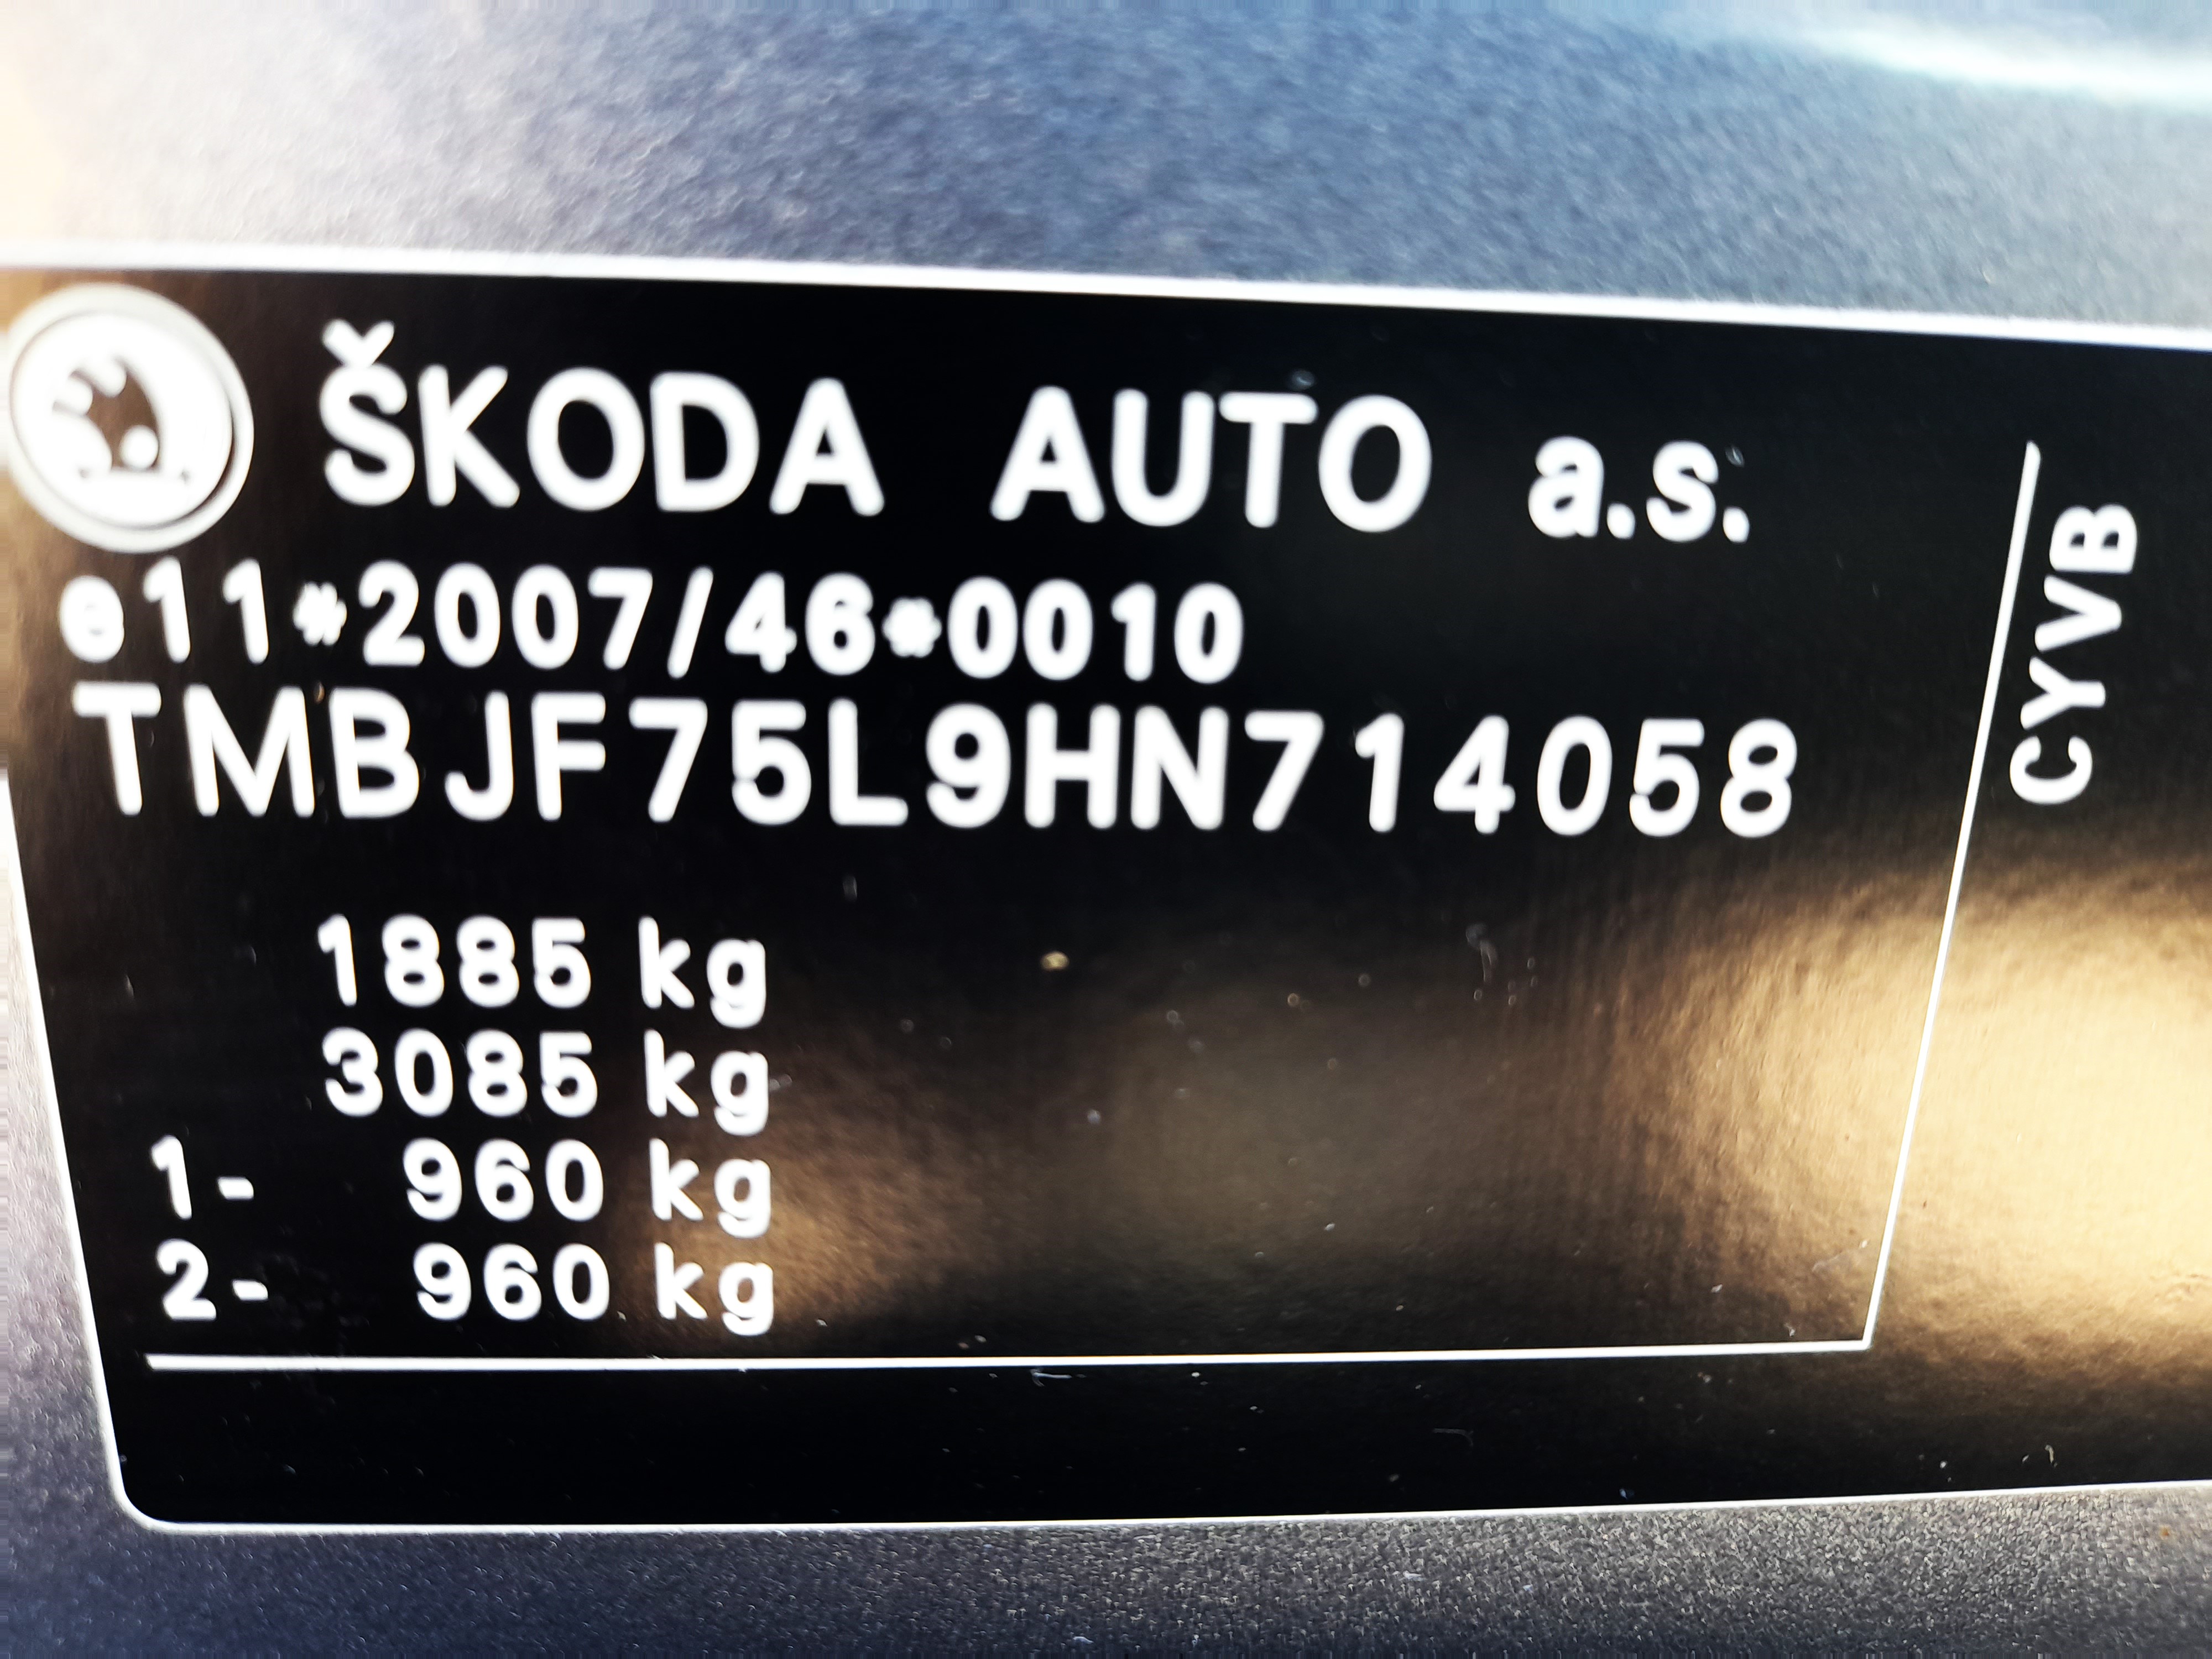 ŠKODA AUTO a.s.
e11*2007/46*0010
TMBJF75L9HN714058
1885 kg
3085 kg
1- 960 kg
2- 960 kg
CYVB